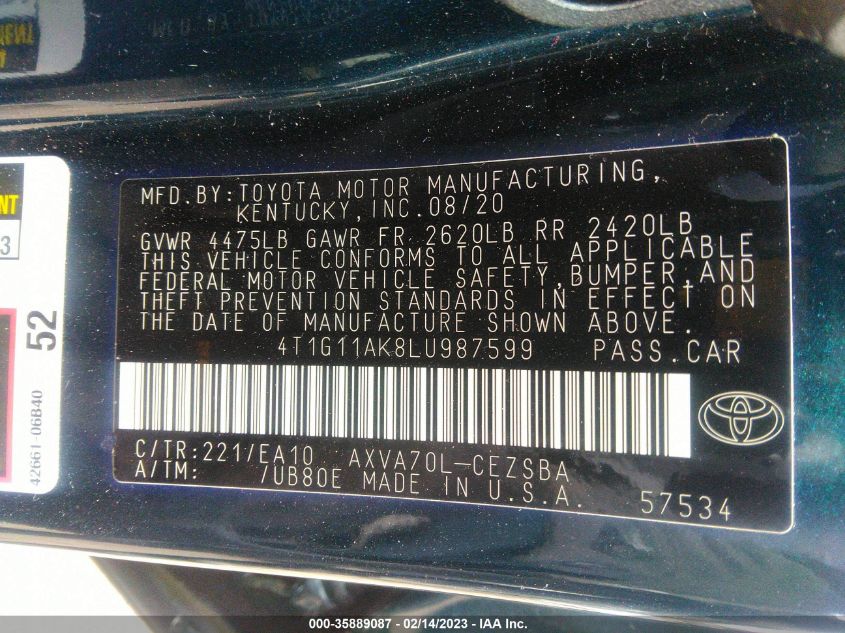 MFD.BY:TOYOTA MOTOR MANUFACTURING,
KENTUCKY,INC.08/20
GVWR 4475LB GAWR FR 2620LB RR 2420LB
THIS VEHICLE CONFORMS TO ALL APPLICABLE
FEDERAL MOTOR VEHICLE SAFETY,BUMPER,AND
THEFT PREVENTION STANDARDS IN EFFECT ON
THE DATE OF MANUFACTURE SHOWN ABOVE.
4T1G11AK8LU987599 PASS.CAR
C/TR:221/EA10 AXVA70L-CEZSBA
A/TM: /UB80E MADE IN U.S.A.
57534
52
42661-06B40
000-35889087 - 02/14/2023 - IAA Inc.